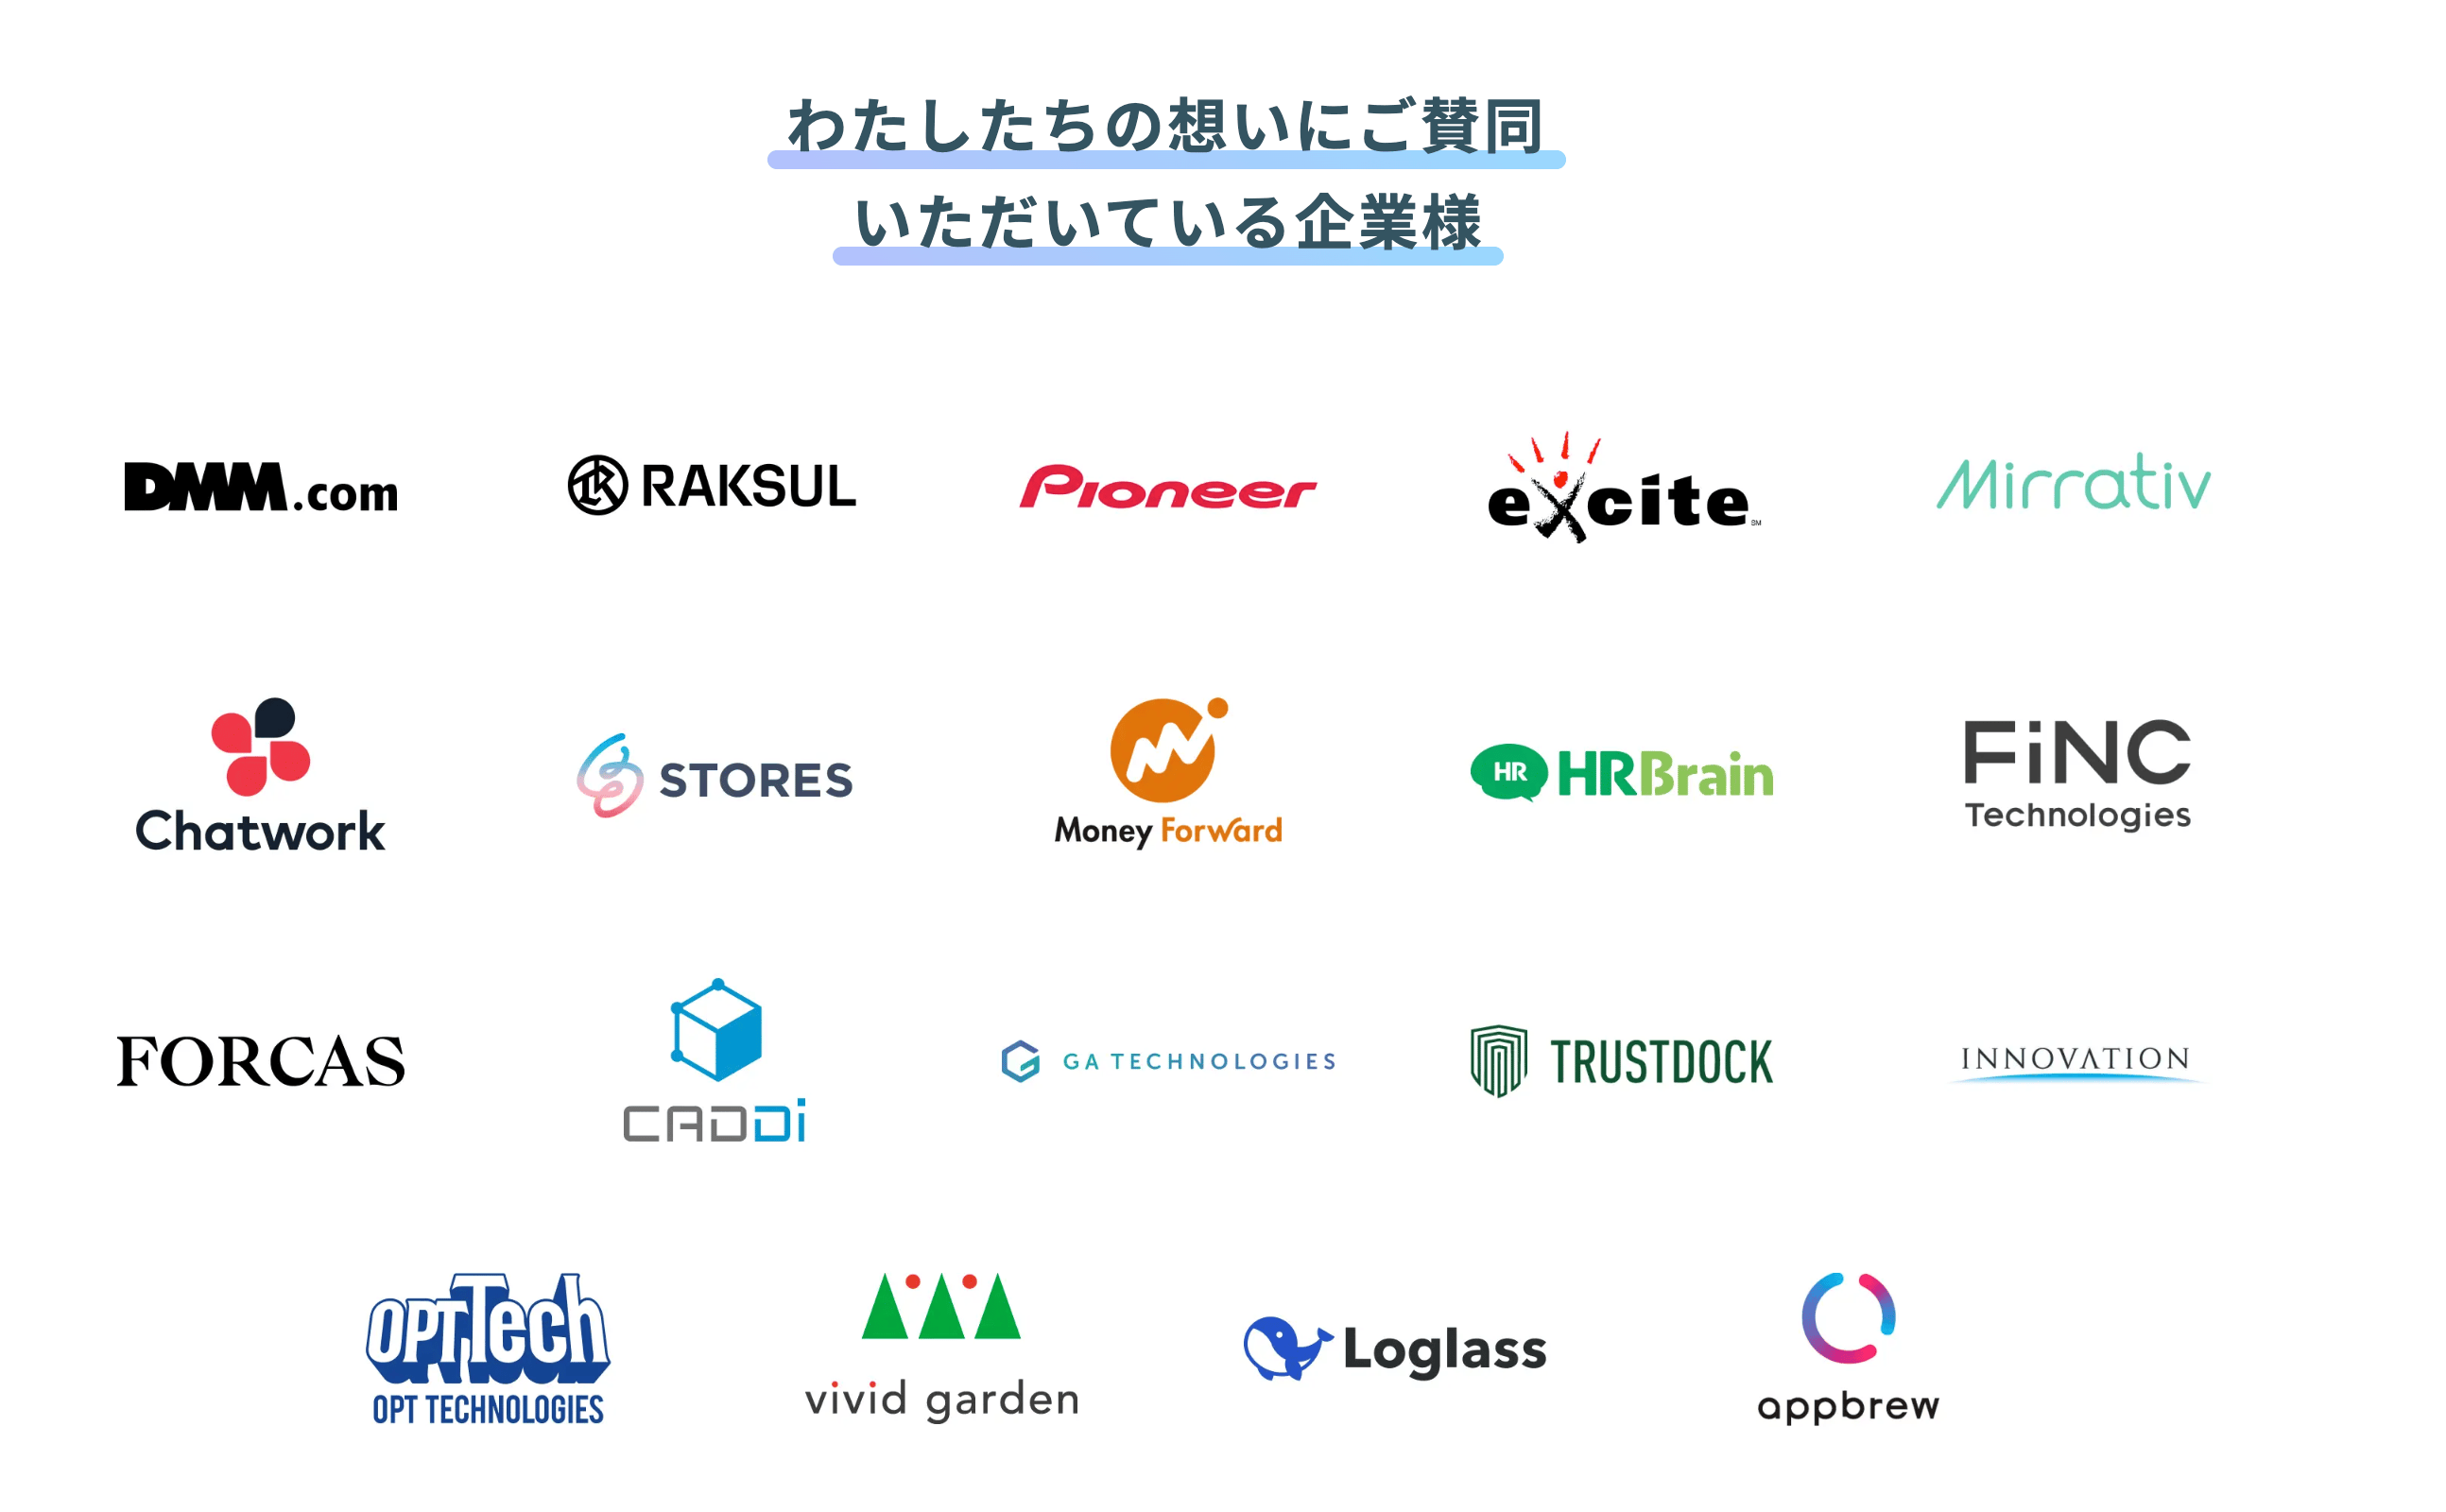 わたしたちの想いにご賛同
いただいている企業様
DMM.com
RAKSUL
Pioneer
excite SM
Mirrativ
Chatwork
STORES
Money Forward
HR HRBrain
FiNC
Technologies
FORCAS
CADDi
GA TECHNOLOGIES
TRUSTDOCK
INNOVATION
OPTTech
OPT TECHNOLOGIES
vivid garden
Loglass
appbrew